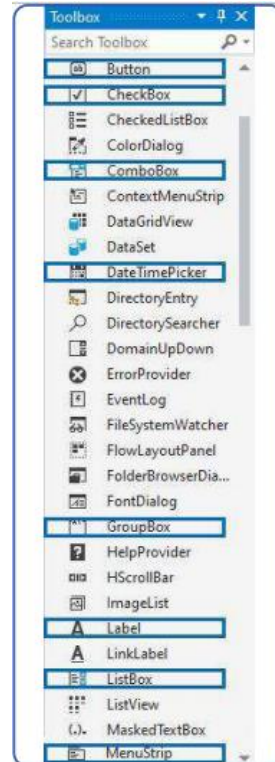 Toolbox
Search Toolbox
Button
CheckBox
CheckedListBox
ColorDialog
ComboBox
ContextMenuStrip
DataGridView
DataSet
DateTimePicker
DirectoryEntry
DirectorySearcher
DomainUpDown
ErrorProvider
EventLog
FileSystemWatcher
FlowLayoutPanel
FolderBrowserDia...
FontDialog
GroupBox
HelpProvider
HScrollBar
ImageList
Label
LinkLabel
ListBox
ListView
MaskedTextBox
MenuStrip